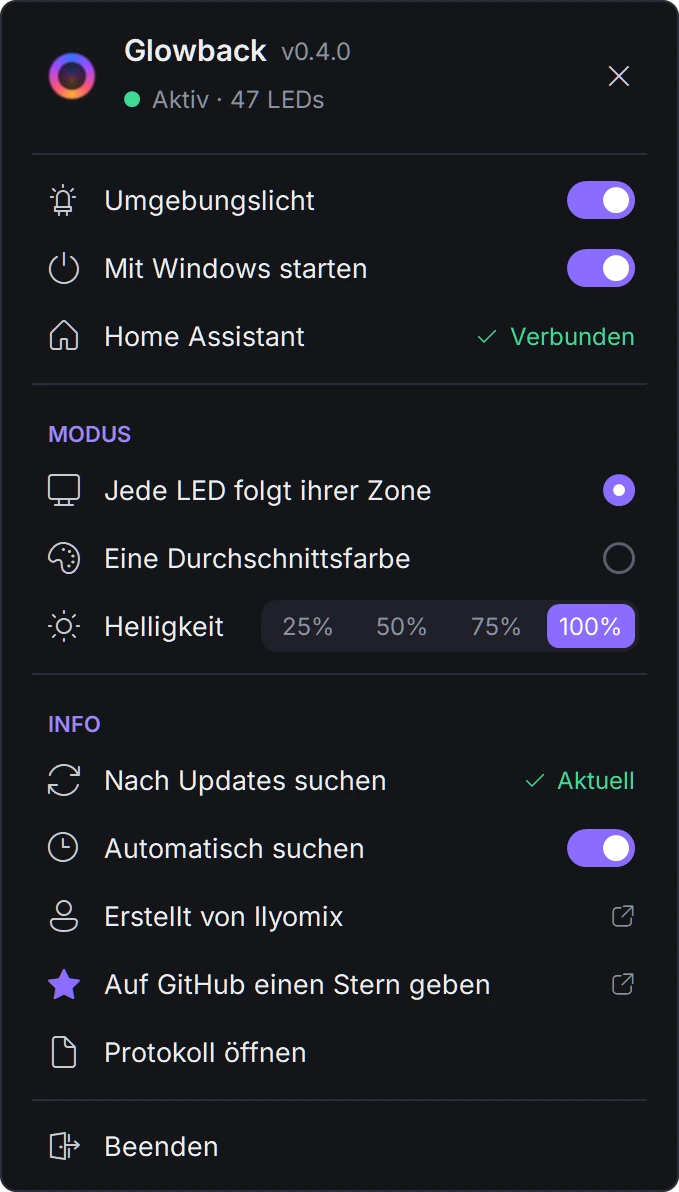 Glowback v0.4.0
Aktiv · 47 LEDs
Umgebungslicht
Mit Windows starten
Home Assistant Verbunden
MODUS
Jede LED folgt ihrer Zone
Eine Durchschnittsfarbe
Helligkeit 25% 50% 75% 100%
INFO
Nach Updates suchen Aktuell
Automatisch suchen
Erstellt von Ilyomix
Auf GitHub einen Stern geben
Protokoll öffnen
Beenden